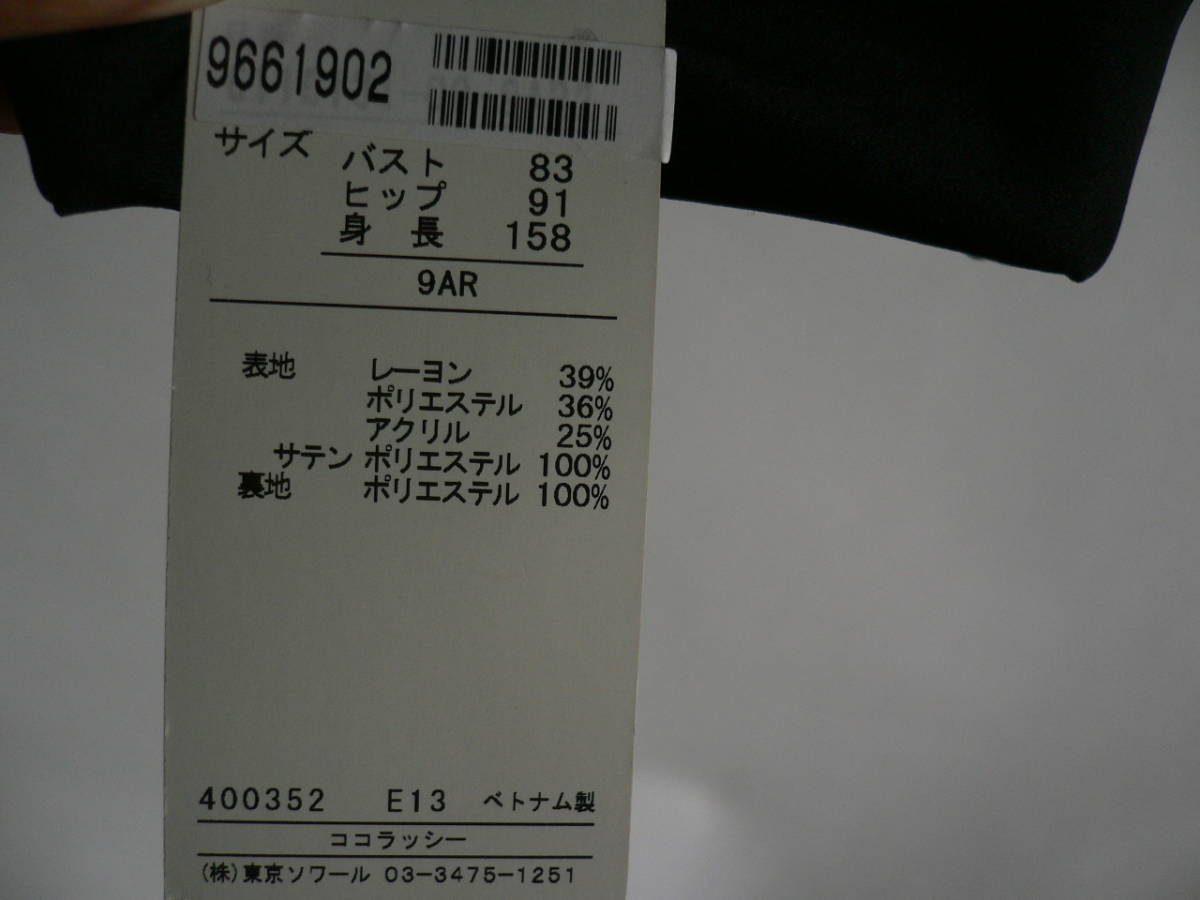 9661902
サイズ
バスト 83
ヒップ 91
身長 158
9AR
表地 レーヨン 39%
ポリエステル 36%
アクリル 25%
サテン ポリエステル 100%
裏地 ポリエステル 100%
400352 E13 ベトナム製
ココラッシー
(株)東京ソワール 03-3475-1251